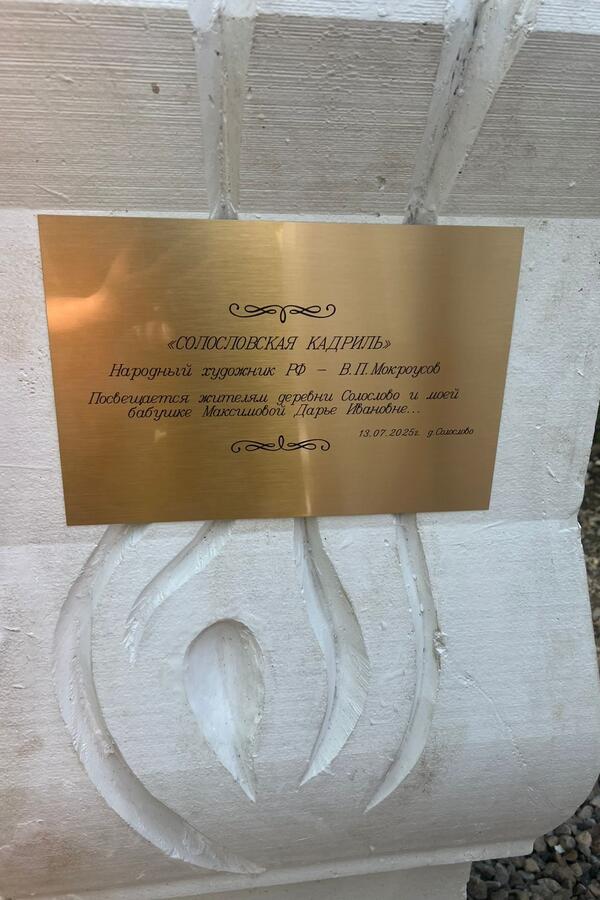 «СОЛОСЛОВСКАЯ КАДРИЛЬ»
Народный художник РФ – В.П.Мокроусов
Посвещается жителям деревни Солослово и моей
бабушке Максимовой Дарье Ивановне...
13.07.2025г. д.Солослово